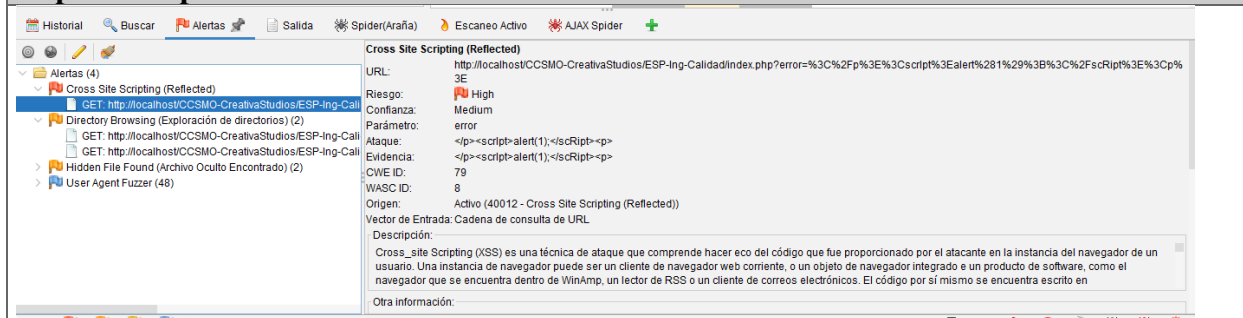 Historial Buscar Alertas Salida Spider(Araña) Escaneo Activo AJAX Spider
Alertas (4)
Cross Site Scripting (Reflected)
GET: http://localhost/CCSMO-CreativaStudios/ESP-Ing-Cali
Directory Browsing (Exploración de directorios) (2)
GET: http://localhost/CCSMO-CreativaStudios/ESP-Ing-Cali
GET: http://localhost/CCSMO-CreativaStudios/ESP-Ing-Cali
Hidden File Found (Archivo Oculto Encontrado) (2)
User Agent Fuzzer (48)
Cross Site Scripting (Reflected)
URL: http://localhost/CCSMO-CreativaStudios/ESP-Ing-Calidad/index.php?error=%3C%2Fp%3E%3CscrIpt%3Ealert%281%29%3B%3C%2FscRipt%3E%3Cp%
3E
Riesgo: High
Confianza: Medium
Parámetro: error
Ataque: </p><scrIpt>alert(1);</scRipt><p>
Evidencia: </p><scrIpt>alert(1);</scRipt><p>
CWE ID: 79
WASC ID: 8
Origen: Activo (40012 - Cross Site Scripting (Reflected))
Vector de Entrada: Cadena de consulta de URL
Descripción:
Cross_site Scripting (XSS) es una técnica de ataque que comprende hacer eco del código que fue proporcionado por el atacante en la instancia del navegador de un
usuario. Una instancia de navegador puede ser un cliente de navegador web corriente, o un objeto de navegador integrado e un producto de software, como el
navegador que se encuentra dentro de WinAmp, un lector de RSS o un cliente de correos electrónicos. El código por sí mismo se encuentra escrito en
Otra información: